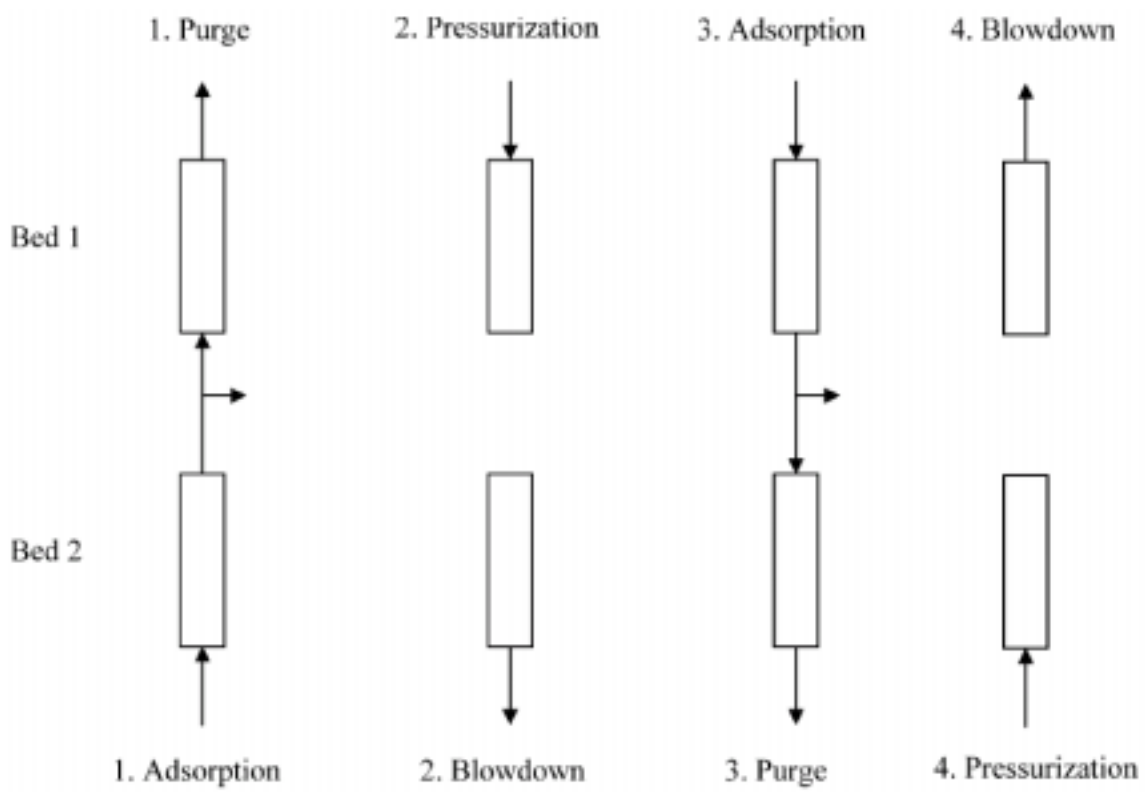 1. Purge 2. Pressurization 3. Adsorption 4. Blowdown
Bed 1
Bed 2
1. Adsorption 2. Blowdown 3. Purge 4. Pressurization